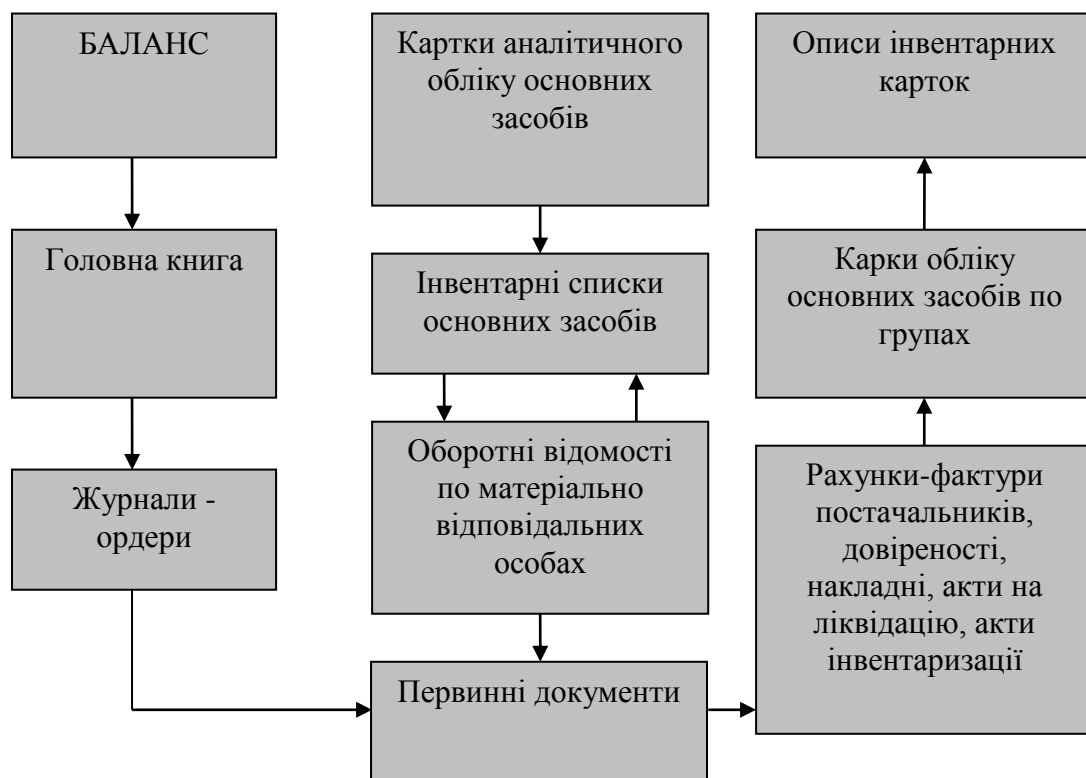 БАЛАНС
Головна книга
Журнали -
ордери
Картки аналітичного
обліку основних
засобів
Інвентарні списки
основних засобів
Оборотні відомості
по матеріально
відповідальних
особах
Первинні документи
Описи інвентарних
карток
Карки обліку
основних засобів по
групах
Рахунки-фактури
постачальників,
довіреності,
накладні, акти на
ліквідацію, акти
інвентаризації